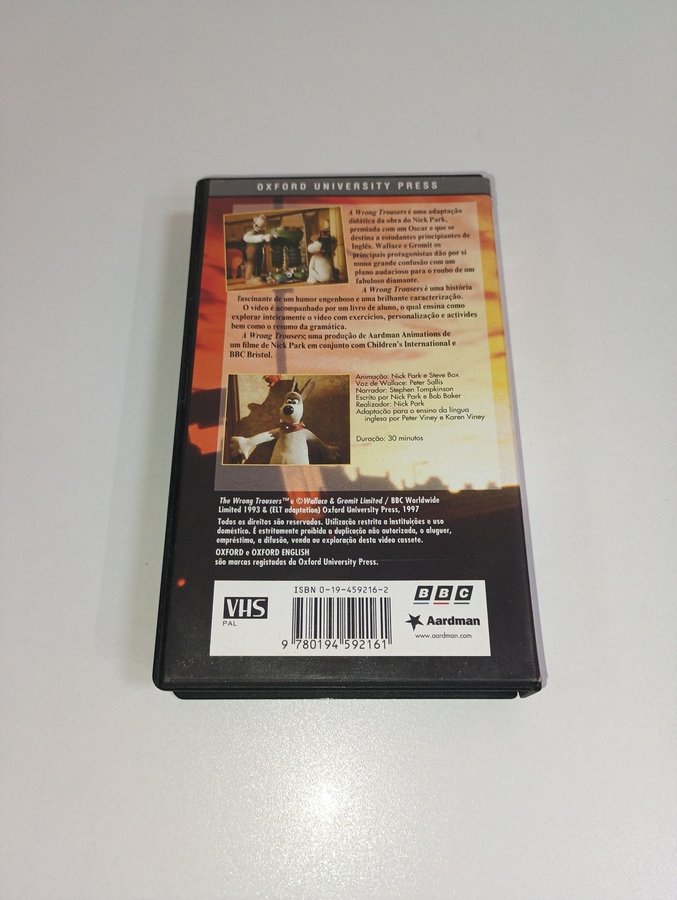 OXFORD UNIVERSITY PRESS
A Wrong Trousers é uma adaptação
didática da obra do Nick Park,
premiada com um Oscar e que se
destina a estudantes principiantes de
Inglês. Wallace e Gromit os
principais protagonistas dão por si
numa grande confusão com um
plano audacioso para o roubo de um
fabuloso diamante.
A Wrong Trousers é uma história
fascinante de um humor engenhoso e uma brilhante caracterização.
O video é acompanhado por um livro de aluno, o qual ensina como
explorar inteiramente o video com exercícios, personalização e activides
bem como o resumo da gramática.
A Wrong Trousers; uma produção de Aardman Animations de
um filme de Nick Park em conjunto com Children's International e
BBC Bristol.
Animação: Nick Park e Steve Box
Voz de Wallace: Peter Sallis
Narrador: Stephen Tompkinson
Escrito por Nick Park e Bob Baker
Realizador: Nick Park
Adaptação para o ensino da língua
inglesa por Peter Viney e Karen Viney
Duração: 30 minutos
The Wrong Trousers™ e ©Wallace & Gromit Limited / BBC Worldwide
Limited 1993 & (ELT adaptation) Oxford University Press, 1997
Todos os direitos são reservados. Utilização restrita a instituições e uso
doméstico. É estritamente proibida a duplicação não autorizada, o aluguer,
empréstimo, a difusão, venda ou exploração desta video cassete.
OXFORD e OXFORD ENGLISH
são marcas registadas da Oxford University Press.
VHS
PAL
ISBN 0-19-459216-2
9 780194 592161
BBC
Aardman
www.aardman.com